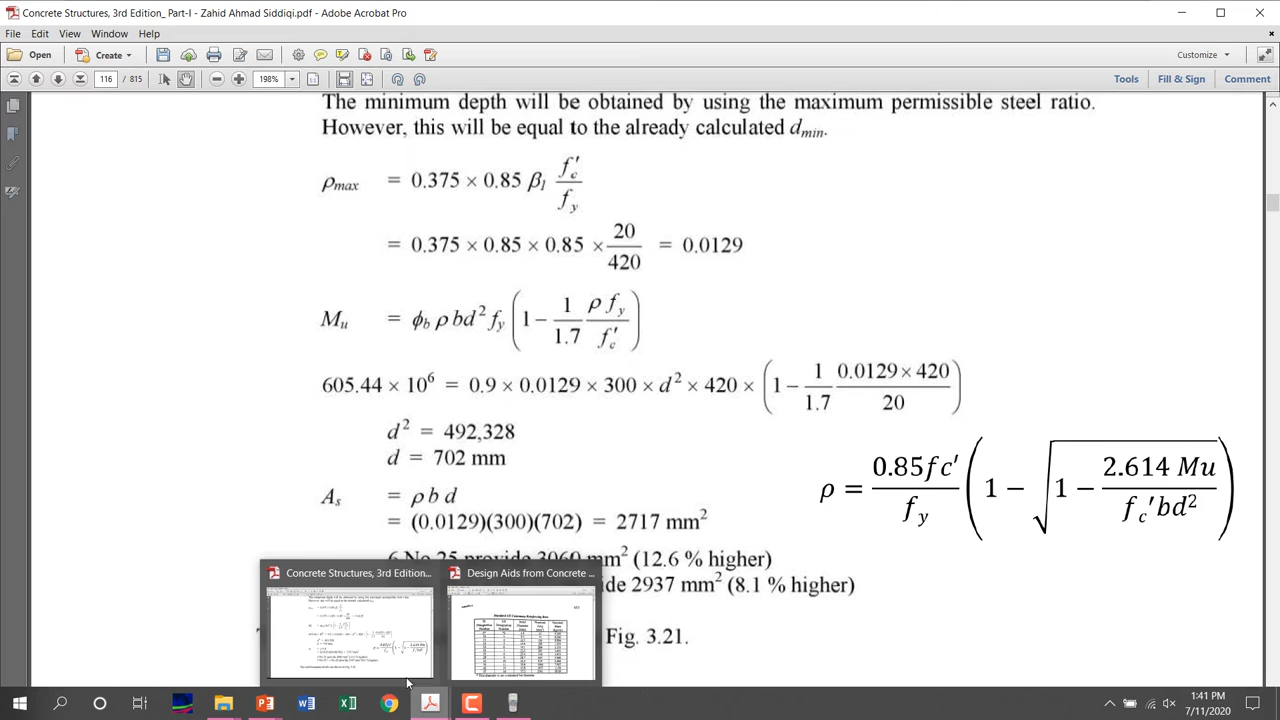 Concrete Structures, 3rd Edition_ Part-I - Zahid Ahmad Siddiqi.pdf - Adobe Acrobat Pro
File Edit View Window Help
Open Create Customize
116 / 815 198% Tools Fill & Sign Comment
The minimum depth will be obtained by using the maximum permissible steel ratio.
However, this will be equal to the already calculated d_min.
ρ_max = 0.375 × 0.85 β_1 f_c′ / f_y
= 0.375 × 0.85 × 0.85 × 20 / 420 = 0.0129
M_u = ϕ_b ρ bd² f_y (1 − 1/1.7 ρ f_y / f_c′)
605.44 × 10⁶ = 0.9 × 0.0129 × 300 × d² × 420 × (1 − 1/1.7 0.0129 × 420 / 20)
d² = 492,328
d = 702 mm
ρ = 0.85fc′ / f_y (1 − √(1 − 2.614 Mu / f_c′bd²))
A_s = ρ b d
= (0.0129)(300)(702) = 2717 mm²
6 No.25 provide 3060 mm² (12.6 % higher)
de 2937 mm² (8.1 % higher)
Fig. 3.21.
Concrete Structures, 3rd Edition...
Design Aids from Concrete ...
1:41 PM
7/11/2020